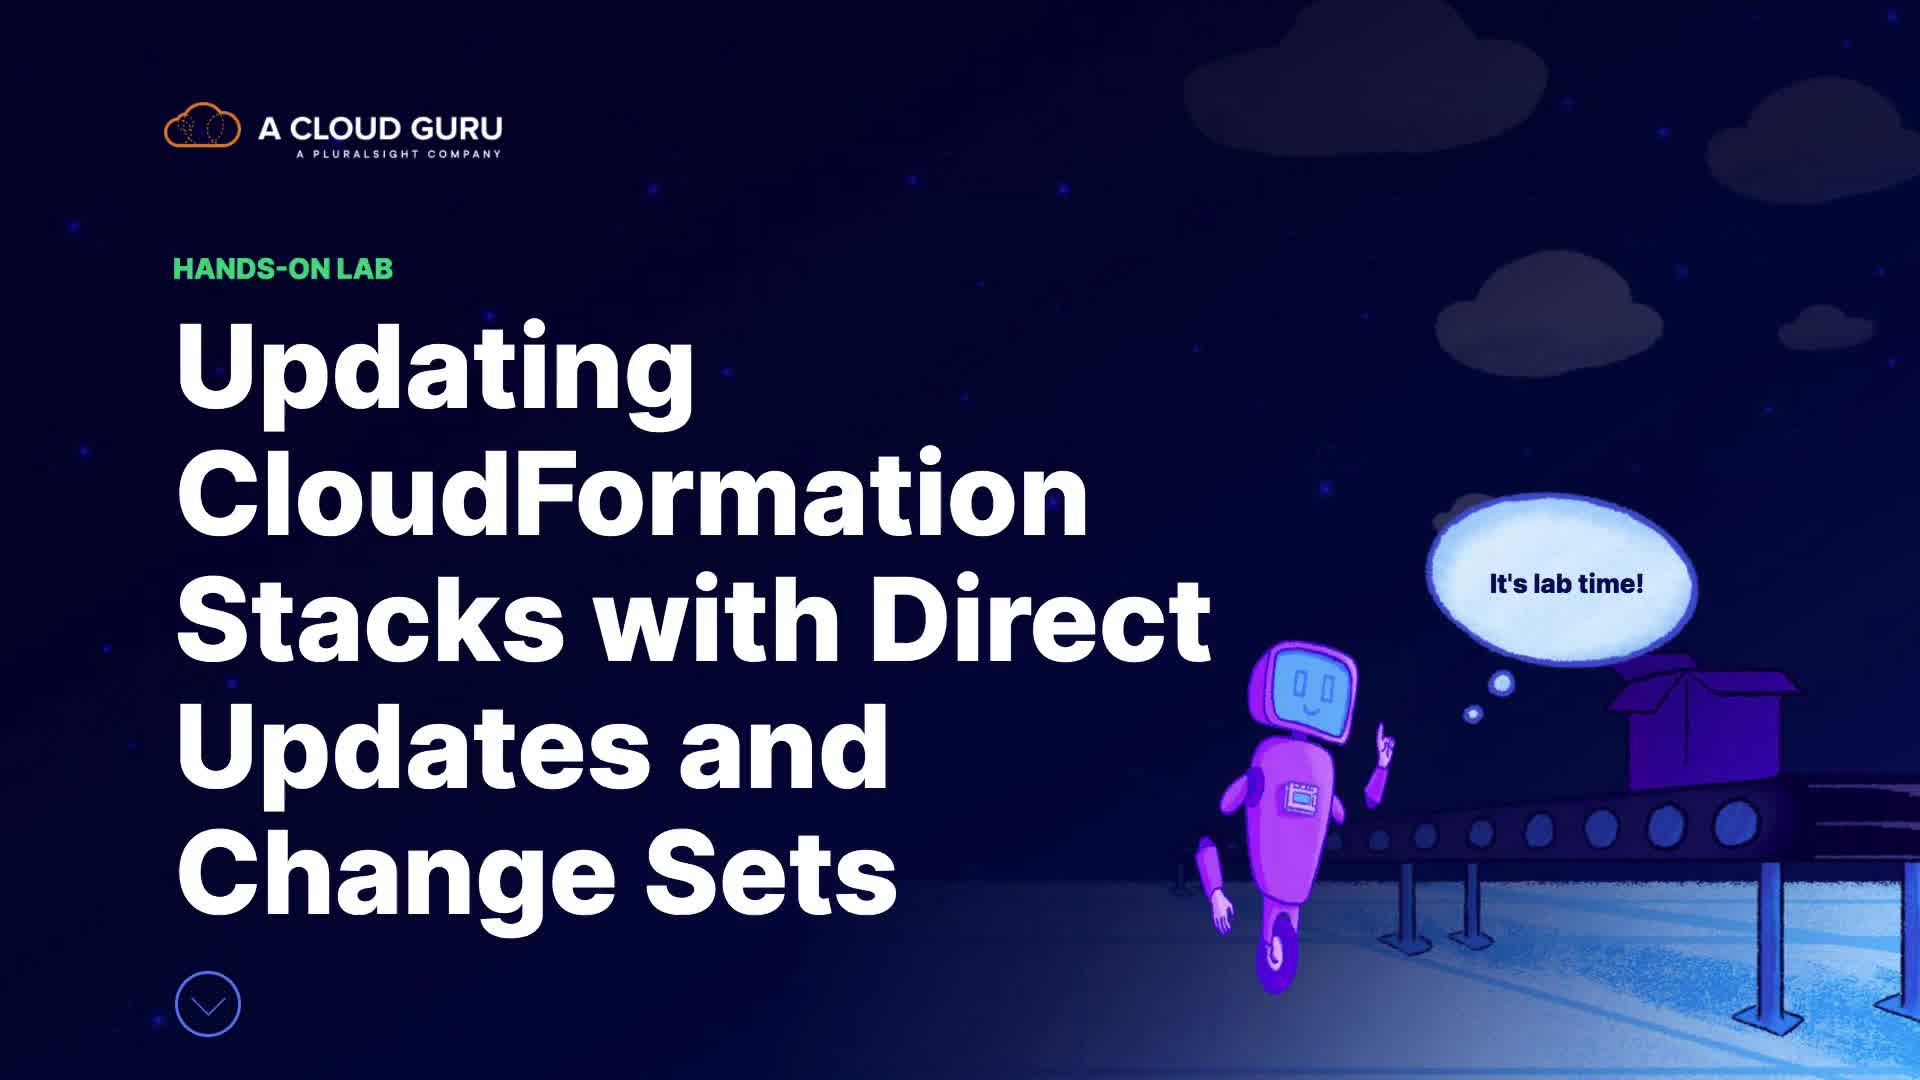 A CLOUD GURU
A PLURALSIGHT COMPANY
HANDS-ON LAB
Updating
CloudFormation
Stacks with Direct
Updates and
Change Sets
It's lab time!